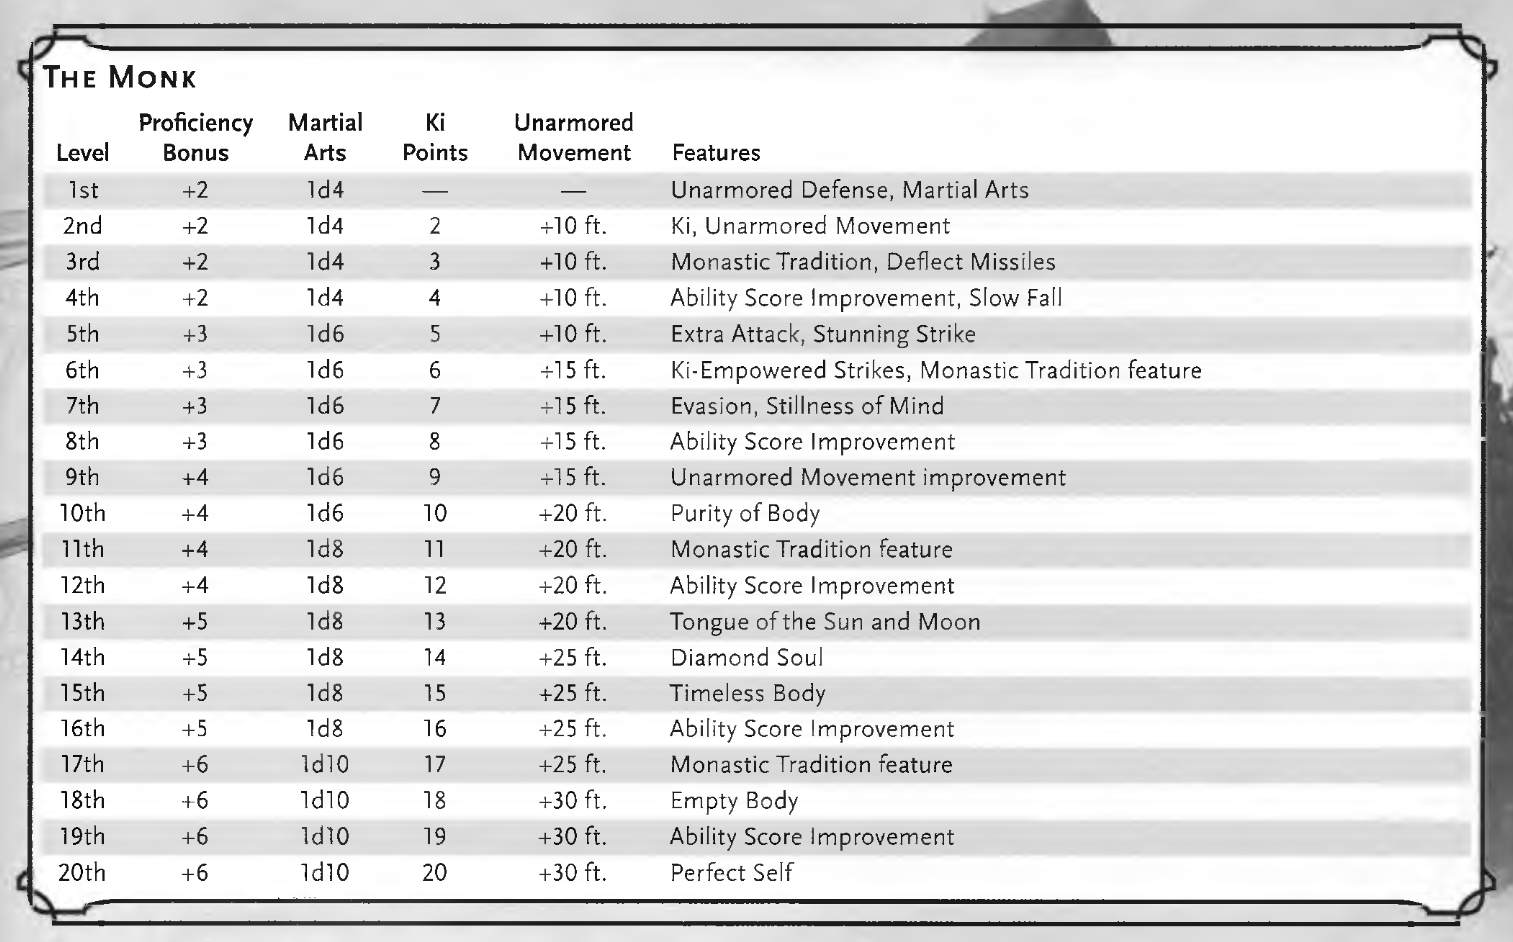 THE MONK
Proficiency Martial Ki Unarmored
Level Bonus Arts Points Movement Features
1st +2 1d4 — — Unarmored Defense, Martial Arts
2nd +2 1d4 2 +10 ft. Ki, Unarmored Movement
3rd +2 1d4 3 +10 ft. Monastic Tradition, Deflect Missiles
4th +2 1d4 4 +10 ft. Ability Score Improvement, Slow Fall
5th +3 1d6 5 +10 ft. Extra Attack, Stunning Strike
6th +3 1d6 6 +15 ft. Ki-Empowered Strikes, Monastic Tradition feature
7th +3 1d6 7 +15 ft. Evasion, Stillness of Mind
8th +3 1d6 8 +15 ft. Ability Score Improvement
9th +4 1d6 9 +15 ft. Unarmored Movement improvement
10th +4 1d6 10 +20 ft. Purity of Body
11th +4 1d8 11 +20 ft. Monastic Tradition feature
12th +4 1d8 12 +20 ft. Ability Score Improvement
13th +5 1d8 13 +20 ft. Tongue of the Sun and Moon
14th +5 1d8 14 +25 ft. Diamond Soul
15th +5 1d8 15 +25 ft. Timeless Body
16th +5 1d8 16 +25 ft. Ability Score Improvement
17th +6 1d10 17 +25 ft. Monastic Tradition feature
18th +6 1d10 18 +30 ft. Empty Body
19th +6 1d10 19 +30 ft. Ability Score Improvement
20th +6 1d10 20 +30 ft. Perfect Self